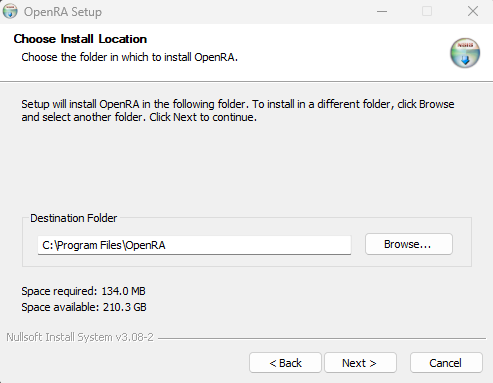 OpenRA Setup
Choose Install Location
Choose the folder in which to install OpenRA.
Setup will install OpenRA in the following folder. To install in a different folder, click Browse
and select another folder. Click Next to continue.
Destination Folder
C:\Program Files\OpenRA
Browse...
Space required: 134.0 MB
Space available: 210.3 GB
Nullsoft Install System v3.08-2
< Back
Next >
Cancel